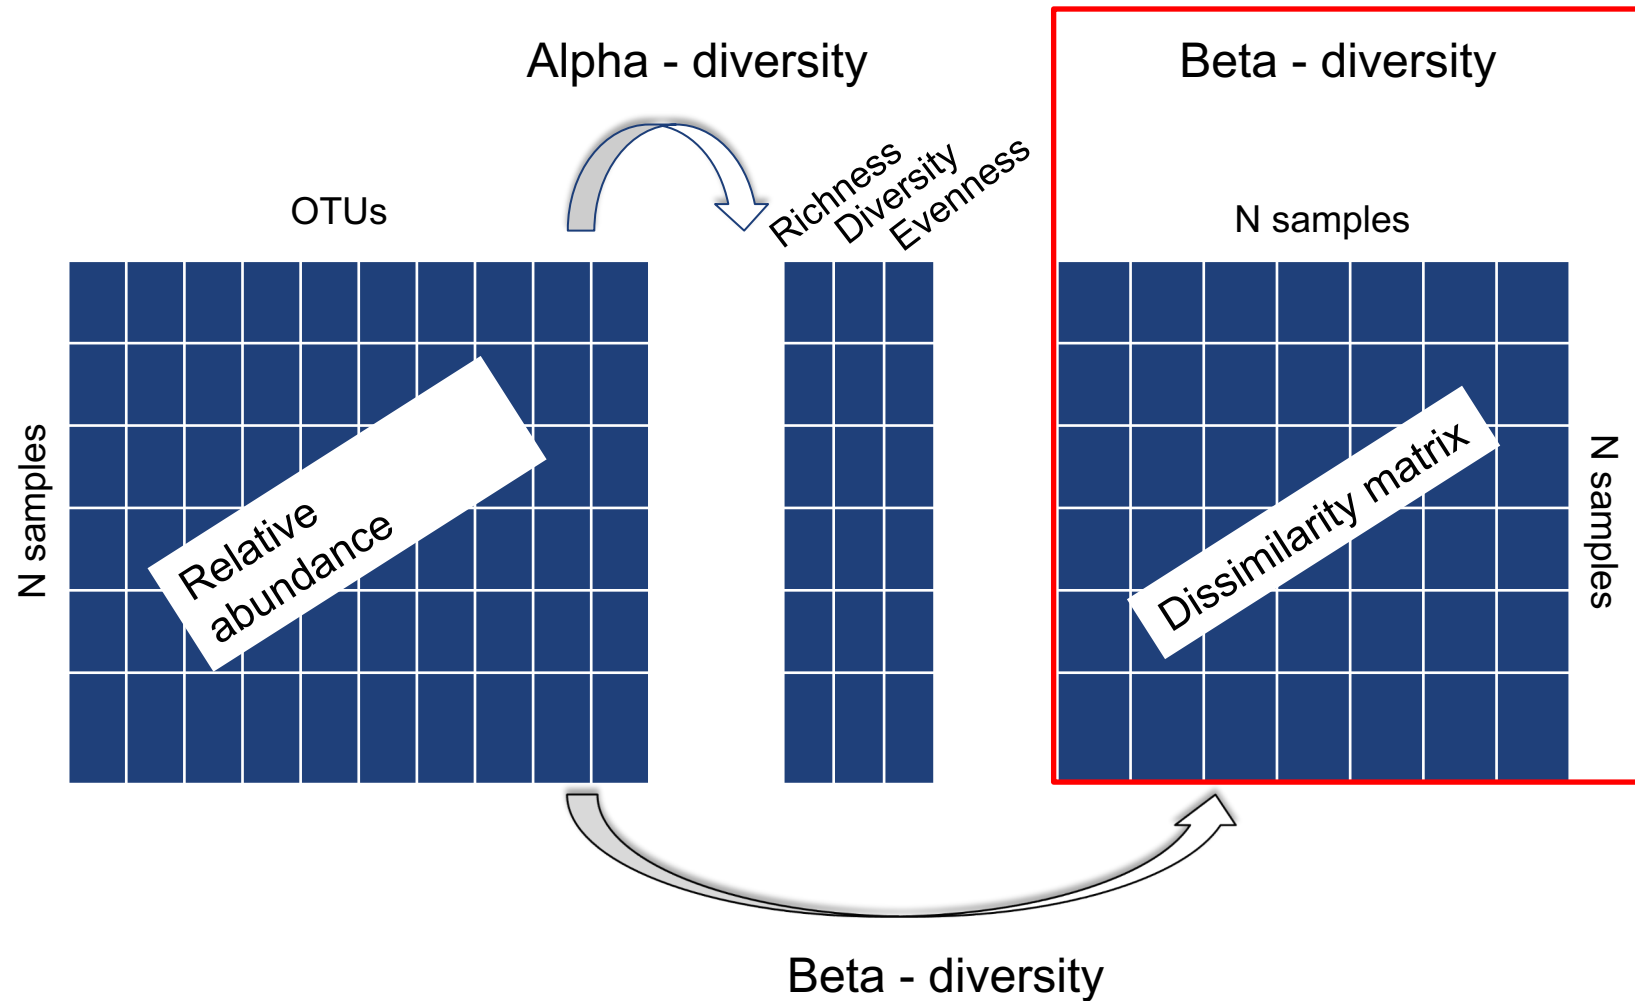 Alpha - diversity
Beta - diversity
OTUs
Richness
Diversity
Evenness
N samples
N samples
Relative
abundance
Dissimilarity matrix
N samples
Beta - diversity